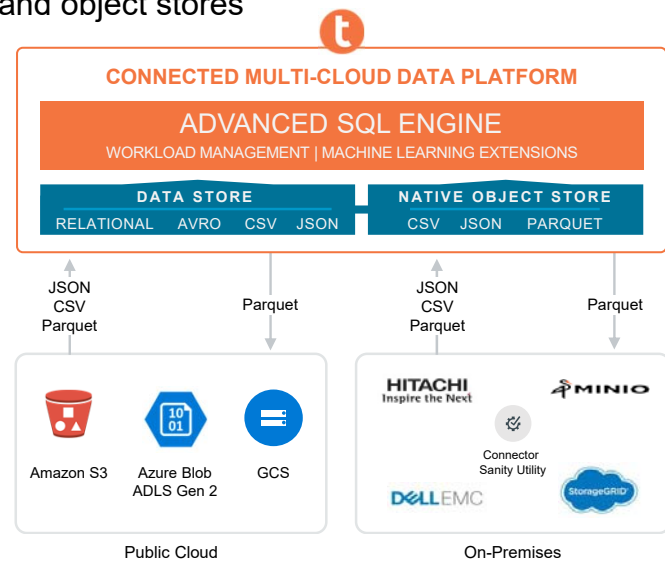 and object stores
t
CONNECTED MULTI-CLOUD DATA PLATFORM
ADVANCED SQL ENGINE
WORKLOAD MANAGEMENT | MACHINE LEARNING EXTENSIONS
DATA STORE
RELATIONAL AVRO CSV JSON
NATIVE OBJECT STORE
CSV JSON PARQUET
JSON
CSV
Parquet
Parquet
JSON
CSV
Parquet
Parquet
Amazon S3
10
01
Azure Blob
ADLS Gen 2
GCS
Public Cloud
HITACHI
Inspire the Next
MINIO
Connector
Sanity Utility
DELLEMC
StorageGRID
On-Premises